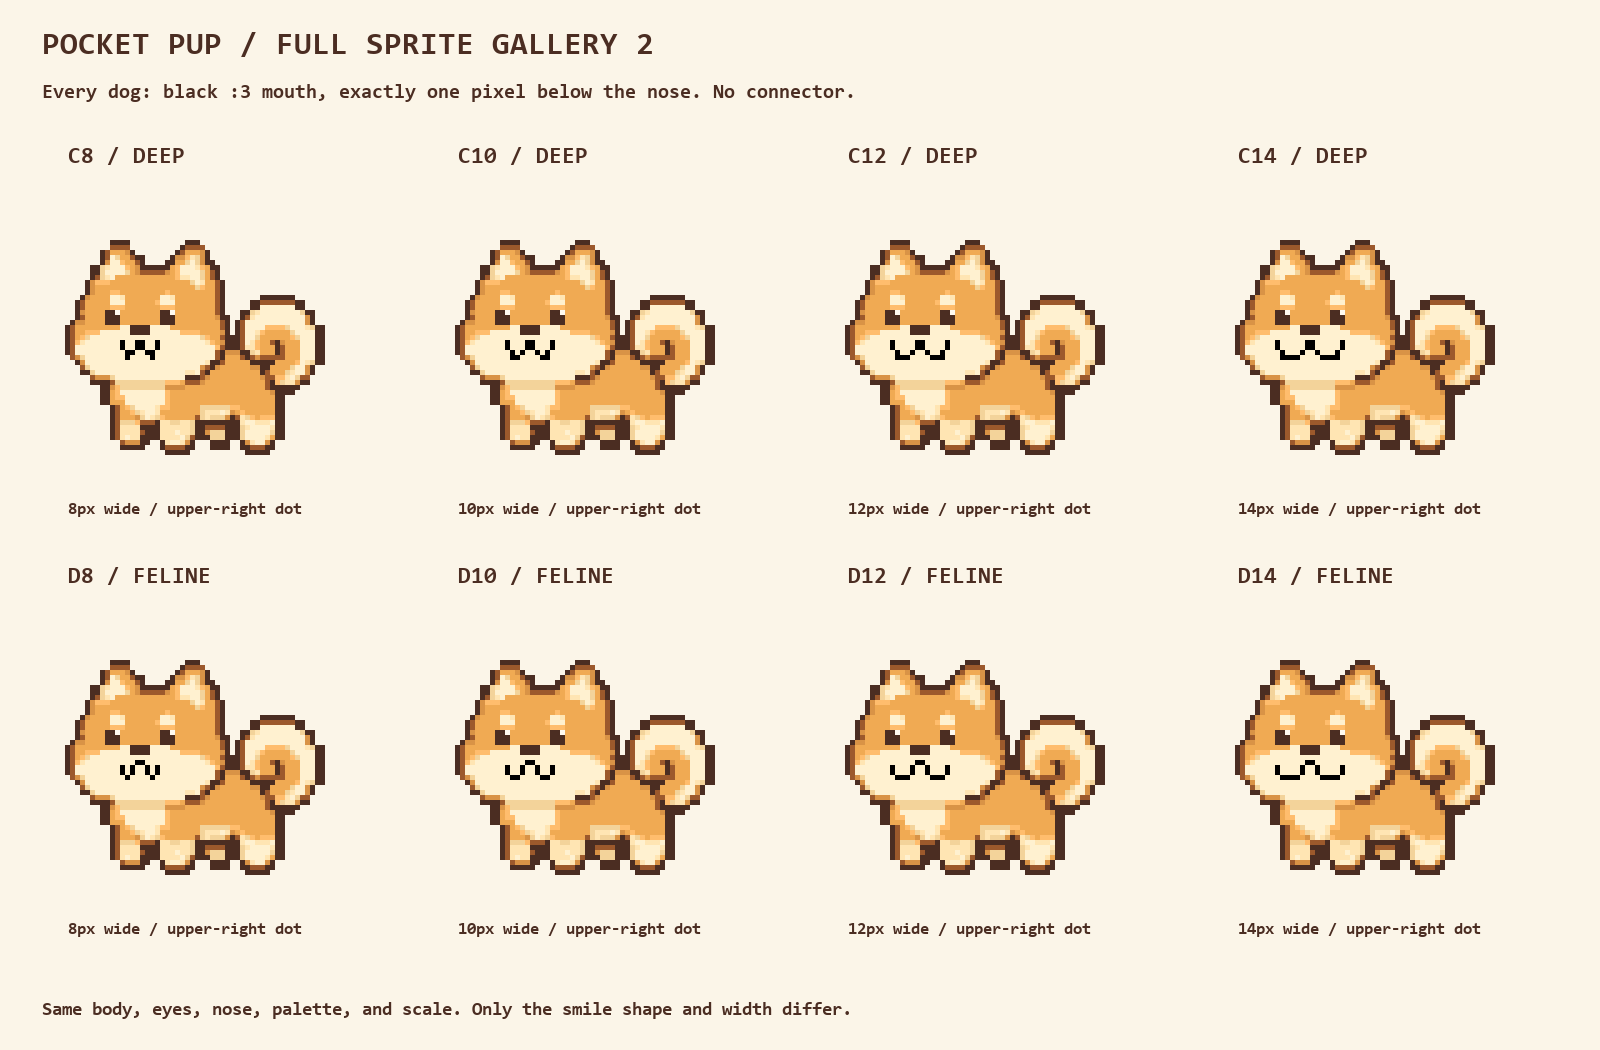 POCKET PUP / FULL SPRITE GALLERY 2
Every dog: black :3 mouth, exactly one pixel below the nose. No connector.
C8 / DEEP
C10 / DEEP
C12 / DEEP
C14 / DEEP
8px wide / upper-right dot
10px wide / upper-right dot
12px wide / upper-right dot
14px wide / upper-right dot
D8 / FELINE
D10 / FELINE
D12 / FELINE
D14 / FELINE
8px wide / upper-right dot
10px wide / upper-right dot
12px wide / upper-right dot
14px wide / upper-right dot
Same body, eyes, nose, palette, and scale. Only the smile shape and width differ.